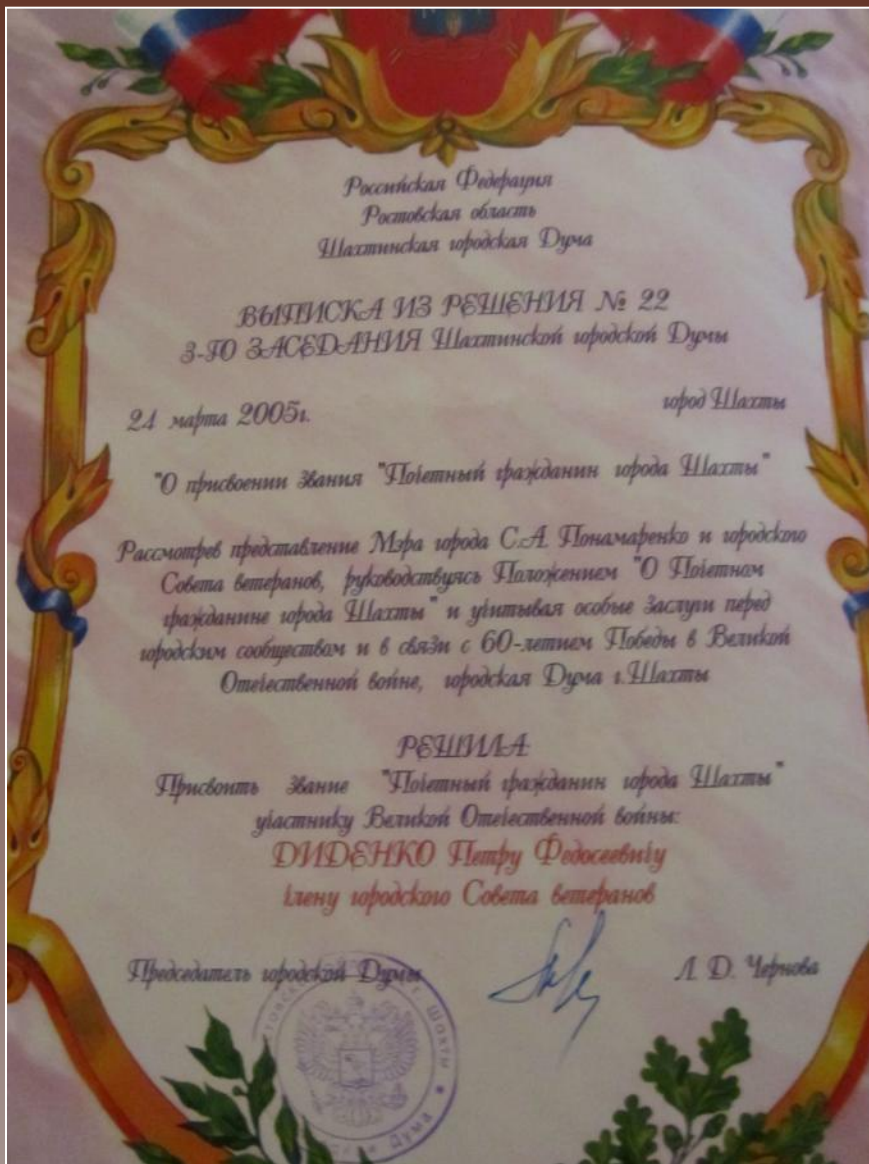 Российская Федерация
Ростовская область
Шахтинская городская Дума
ВЫПИСКА ИЗ РЕШЕНИЯ № 22
3-ГО ЗАСЕДАНИЯ Шахтинской городской Думы
город Шахты
21 марта 2005г.
"О присвоении звания "Почетный гражданин города Шахты"
Рассмотрев представление Мэра города С.А. Понамаренко и городского
Совета ветеранов, руководствуясь Положением "О Почетном
гражданине города Шахты" и учитывая особые заслуги перед
городским сообществом и в связи с 60-летием Победы в Великой
Отечественной войне, городская Дума г.Шахты
РЕШИЛА
Присвоить звание "Почетный гражданин города Шахты"
участнику Великой Отечественной войны:
ДИДЕНКО Петру Федосеевичу
члену городского Совета ветеранов
Председатель городской Думы Л. D. Чернова
г. Шахты
Дума